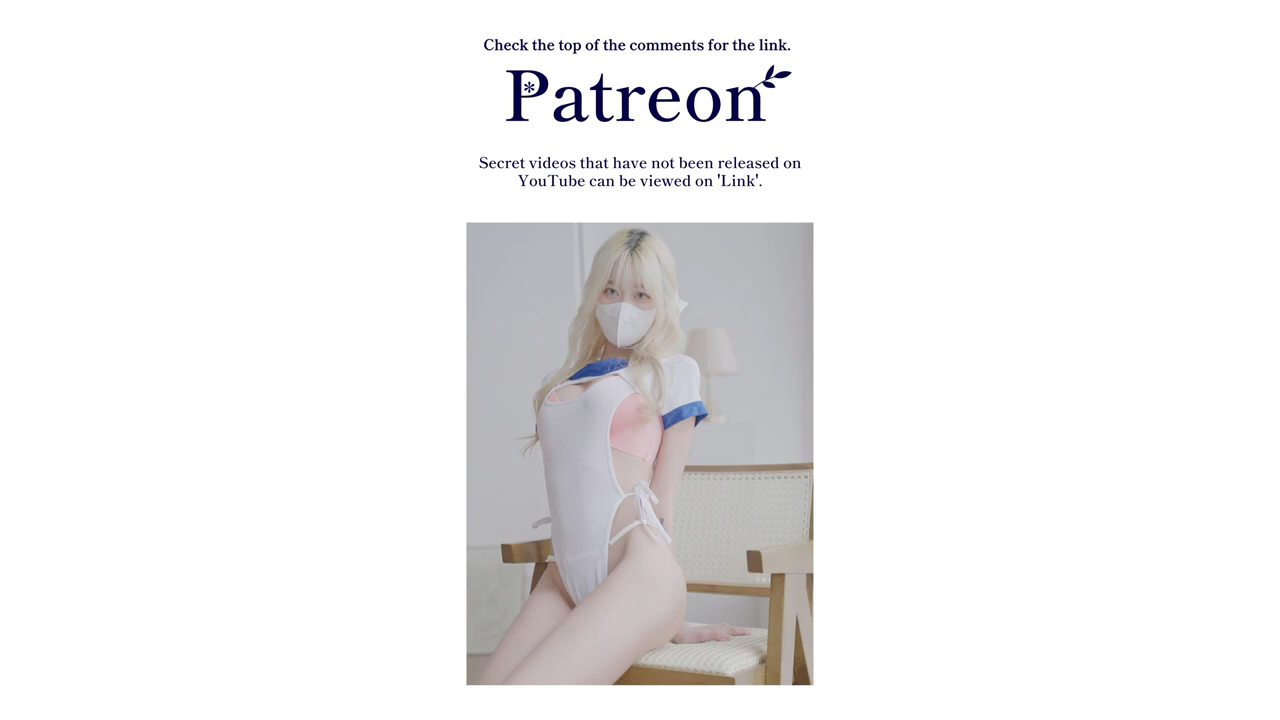 Check the top of the comments for the link.
Patreon
Secret videos that have not been released on
YouTube can be viewed on 'Link'.